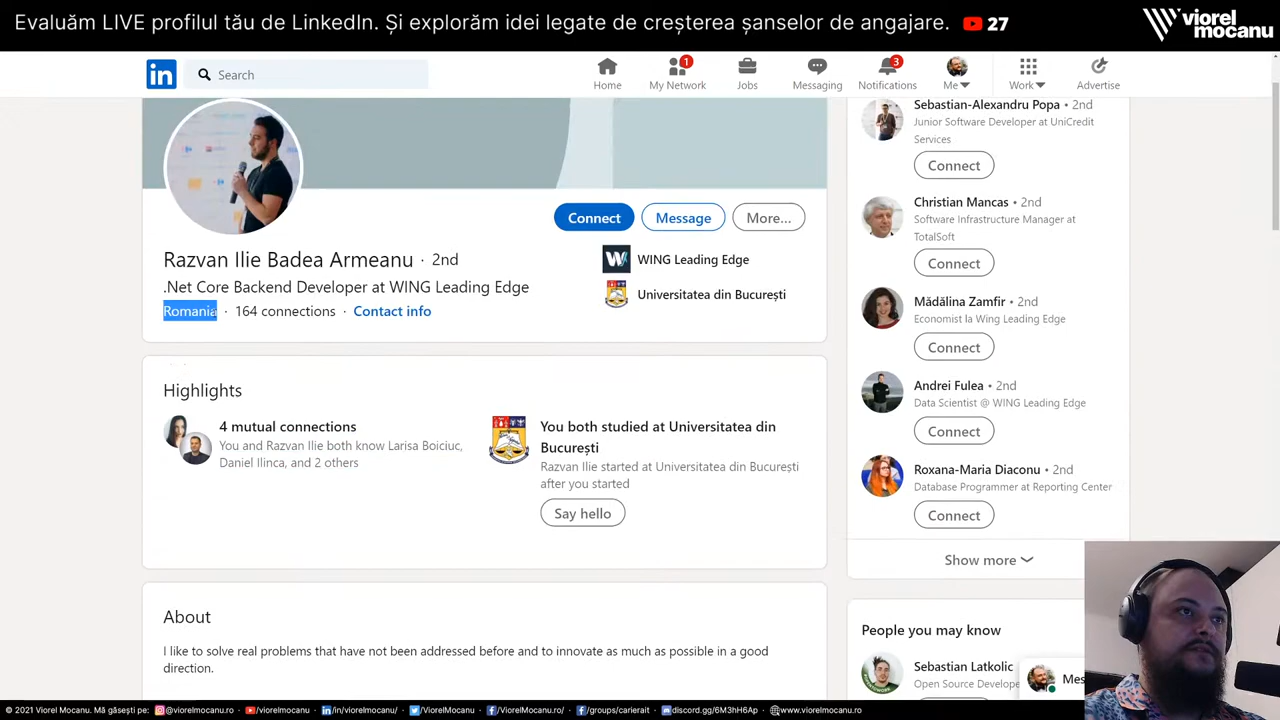 Evaluăm LIVE profilul tău de LinkedIn. Și explorăm idei legate de creșterea șanselor de angajare. 27
viorel
mocanu
in
Search
Home
My Network 1
Jobs
Messaging
Notifications 3
Me
Work
Advertise
Razvan Ilie Badea Armeanu · 2nd
.Net Core Backend Developer at WING Leading Edge
Romania · 164 connections · Contact info
Connect
Message
More...
WING Leading Edge
Universitatea din București
Highlights
4 mutual connections
You and Razvan Ilie both know Larisa Boiciuc,
Daniel Ilinca, and 2 others
You both studied at Universitatea din
București
Razvan Ilie started at Universitatea din București
after you started
Say hello
About
I like to solve real problems that have not been addressed before and to innovate as much as possible in a good
direction.
Sebastian-Alexandru Popa • 2nd
Junior Software Developer at UniCredit
Services
Connect
Christian Mancas • 2nd
Software Infrastructure Manager at
TotalSoft
Connect
Mădălina Zamfir • 2nd
Economist la Wing Leading Edge
Connect
Andrei Fulea • 2nd
Data Scientist @ WING Leading Edge
Connect
Roxana-Maria Diaconu • 2nd
Database Programmer at Reporting Center
Connect
Show more
People you may know
Sebastian Latkolic
Open Source Develope
Mes
© 2021 Viorel Mocanu. Mă găsești pe: @viorelmocanu.ro /viorelmocanu /in/viorelmocanu/ /ViorelMocanu /ViorelMocanu.ro/ /groups/carierait discord.gg/6M3hH6Ap www.viorelmocanu.ro